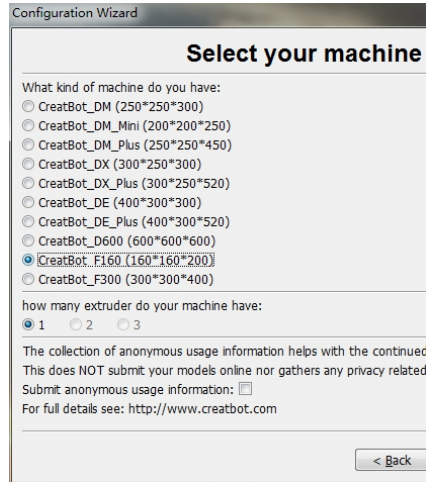 Configuration Wizard
Select your machine
What kind of machine do you have:
CreatBot_DM (250*250*300)
CreatBot_DM_Mini (200*200*250)
CreatBot_DM_Plus (250*250*450)
CreatBot_DX (300*250*300)
CreatBot_DX_Plus (300*250*520)
CreatBot_DE (400*300*300)
CreatBot_DE_Plus (400*300*520)
CreatBot_D600 (600*600*600)
CreatBot_F160 (160*160*200)
CreatBot_F300 (300*300*400)
how many extruder do your machine have:
1 2 3
The collection of anonymous usage information helps with the continued
This does NOT submit your models online nor gathers any privacy related
Submit anonymous usage information:
For full details see: http://www.creatbot.com
< Back